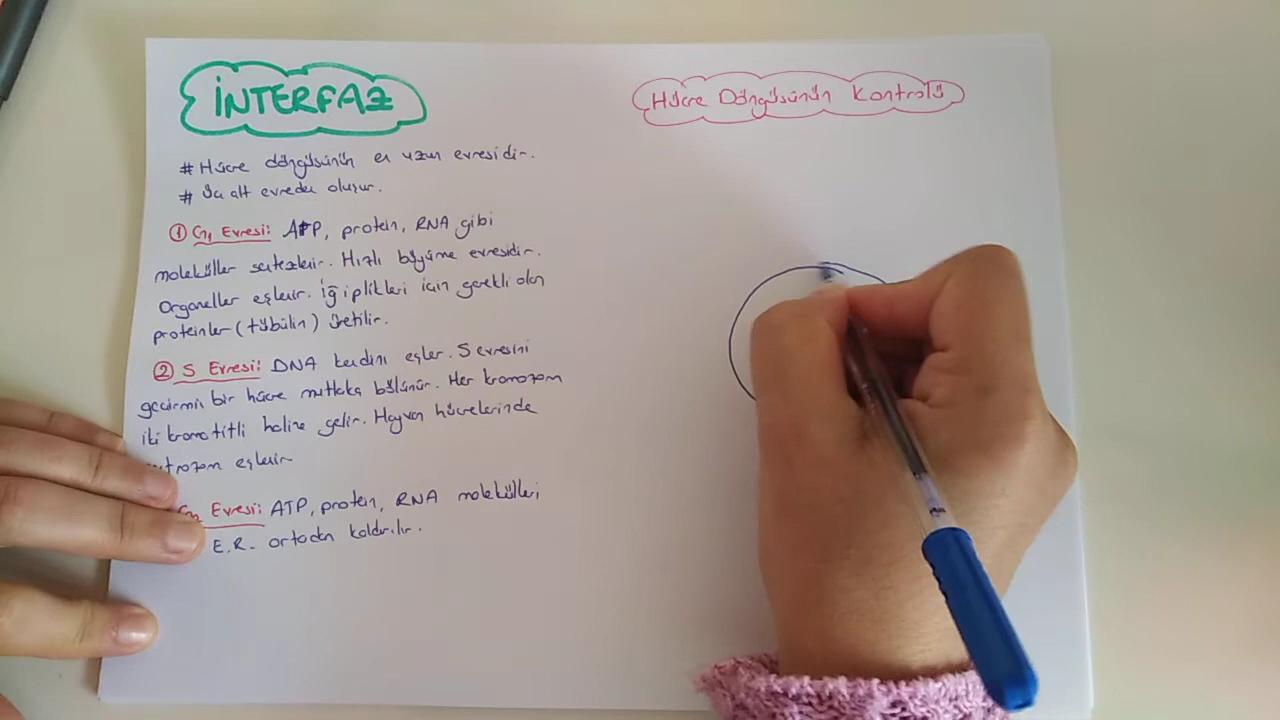 İNTERFAZ
Hücre Döngüsünün Kontrolü
# Hücre döngüsünün en uzun evresidir.
# Üç alt evreden oluşur.
① G1 Evresi: ATP, protein, RNA gibi
moleküller sentezlenir. Hızlı büyüme evresidir.
Organeller eşlenir. İğ iplikleri için gerekli olan
proteinler (tübülin) üretilir.
② S Evresi: DNA kendini eşler. S evresini
geçirmiş bir hücre mutlaka bölünür. Her kromozom
iki kromatitli haline gelir. Hayvan hücrelerinde
eşlenir
Evresi: ATP, protein, RNA molekülleri
E.R. ortadan kaldırılır.